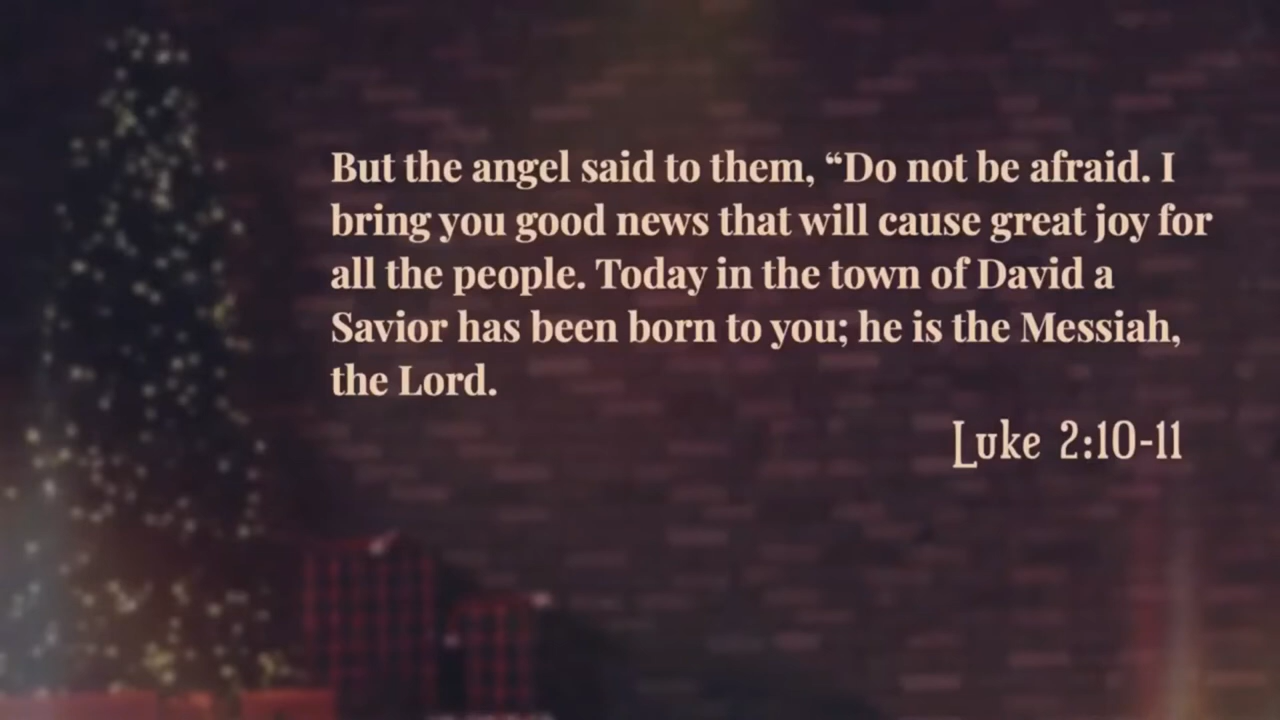 But the angel said to them, “Do not be afraid. I
bring you good news that will cause great joy for
all the people. Today in the town of David a
Savior has been born to you; he is the Messiah,
the Lord.
Luke 2:10-11